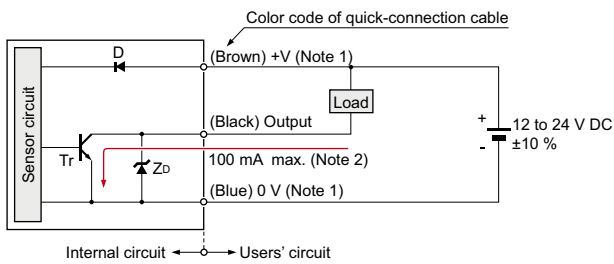 Color code of quick-connection cable
D
(Brown) +V (Note 1)
Sensor circuit
Load
(Black) Output
+
12 to 24 V DC
Tr
ZD
100 mA max. (Note 2)
-
±10 %
(Blue) 0 V (Note 1)
Internal circuit
Users' circuit